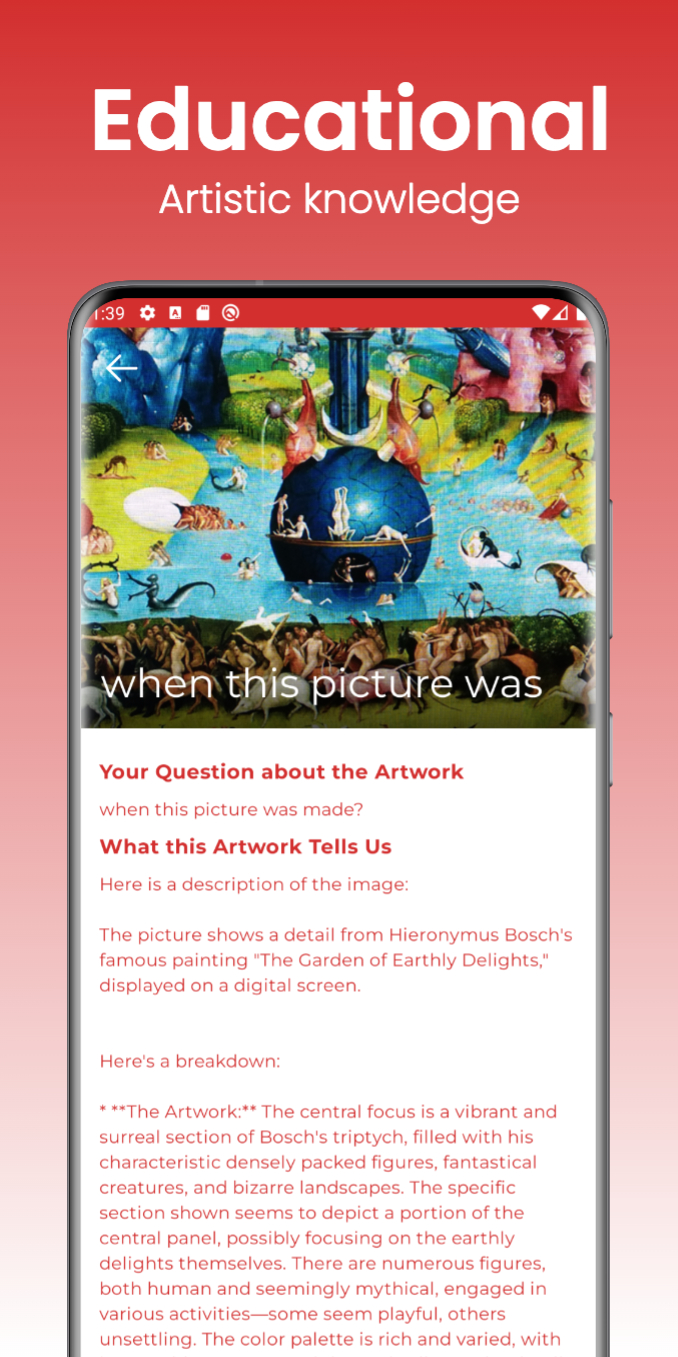 Educational
Artistic knowledge
1:39
when this picture was
Your Question about the Artwork
when this picture was made?
What this Artwork Tells Us
Here is a description of the image:
The picture shows a detail from Hieronymus Bosch's
famous painting "The Garden of Earthly Delights,"
displayed on a digital screen.
Here's a breakdown:
* **The Artwork:** The central focus is a vibrant and
surreal section of Bosch's triptych, filled with his
characteristic densely packed figures, fantastical
creatures, and bizarre landscapes. The specific
section shown seems to depict a portion of the
central panel, possibly focusing on the earthly
delights themselves. There are numerous figures,
both human and seemingly mythical, engaged in
various activities—some seem playful, others
unsettling. The color palette is rich and varied, with